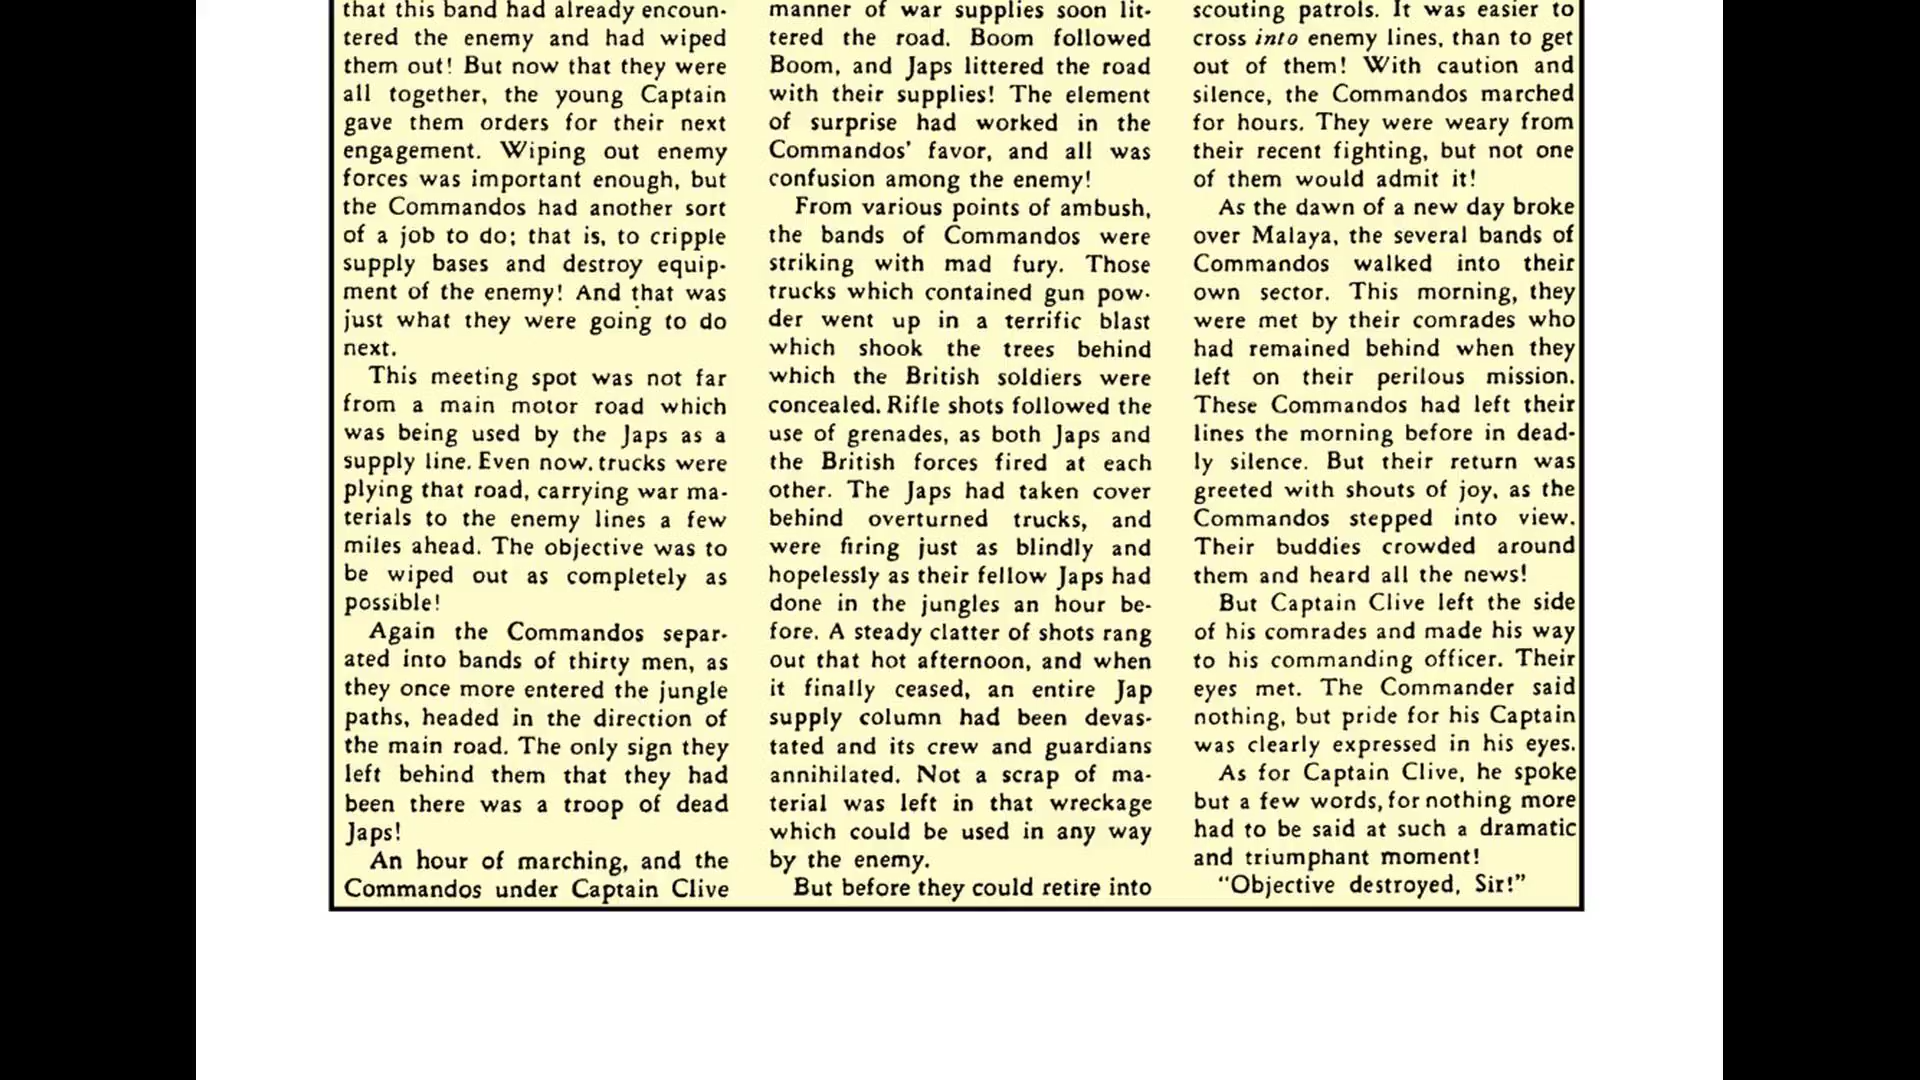 that this band had already encoun-
tered the enemy and had wiped
them out! But now that they were
all together, the young Captain
gave them orders for their next
engagement. Wiping out enemy
forces was important enough, but
the Commandos had another sort
of a job to do; that is, to cripple
supply bases and destroy equip-
ment of the enemy! And that was
just what they were going to do
next.
This meeting spot was not far
from a main motor road which
was being used by the Japs as a
supply line. Even now, trucks were
plying that road, carrying war ma-
terials to the enemy lines a few
miles ahead. The objective was to
be wiped out as completely as
possible!
Again the Commandos separ-
ated into bands of thirty men, as
they once more entered the jungle
paths, headed in the direction of
the main road. The only sign they
left behind them that they had
been there was a troop of dead
Japs!
An hour of marching, and the
Commandos under Captain Clive
manner of war supplies soon lit-
tered the road. Boom followed
Boom, and Japs littered the road
with their supplies! The element
of surprise had worked in the
Commandos' favor, and all was
confusion among the enemy!
From various points of ambush,
the bands of Commandos were
striking with mad fury. Those
trucks which contained gun pow-
der went up in a terrific blast
which shook the trees behind
which the British soldiers were
concealed. Rifle shots followed the
use of grenades, as both Japs and
the British forces fired at each
other. The Japs had taken cover
behind overturned trucks, and
were firing just as blindly and
hopelessly as their fellow Japs had
done in the jungles an hour be-
fore. A steady clatter of shots rang
out that hot afternoon, and when
it finally ceased, an entire Jap
supply column had been devas-
tated and its crew and guardians
annihilated. Not a scrap of ma-
terial was left in that wreckage
which could be used in any way
by the enemy.
But before they could retire into
scouting patrols. It was easier to
cross into enemy lines, than to get
out of them! With caution and
silence, the Commandos marched
for hours. They were weary from
their recent fighting, but not one
of them would admit it!
As the dawn of a new day broke
over Malaya, the several bands of
Commandos walked into their
own sector. This morning, they
were met by their comrades who
had remained behind when they
left on their perilous mission.
These Commandos had left their
lines the morning before in dead-
ly silence. But their return was
greeted with shouts of joy, as the
Commandos stepped into view.
Their buddies crowded around
them and heard all the news!
But Captain Clive left the side
of his comrades and made his way
to his commanding officer. Their
eyes met. The Commander said
nothing, but pride for his Captain
was clearly expressed in his eyes.
As for Captain Clive, he spoke
but a few words, for nothing more
had to be said at such a dramatic
and triumphant moment!
"Objective destroyed, Sir!"